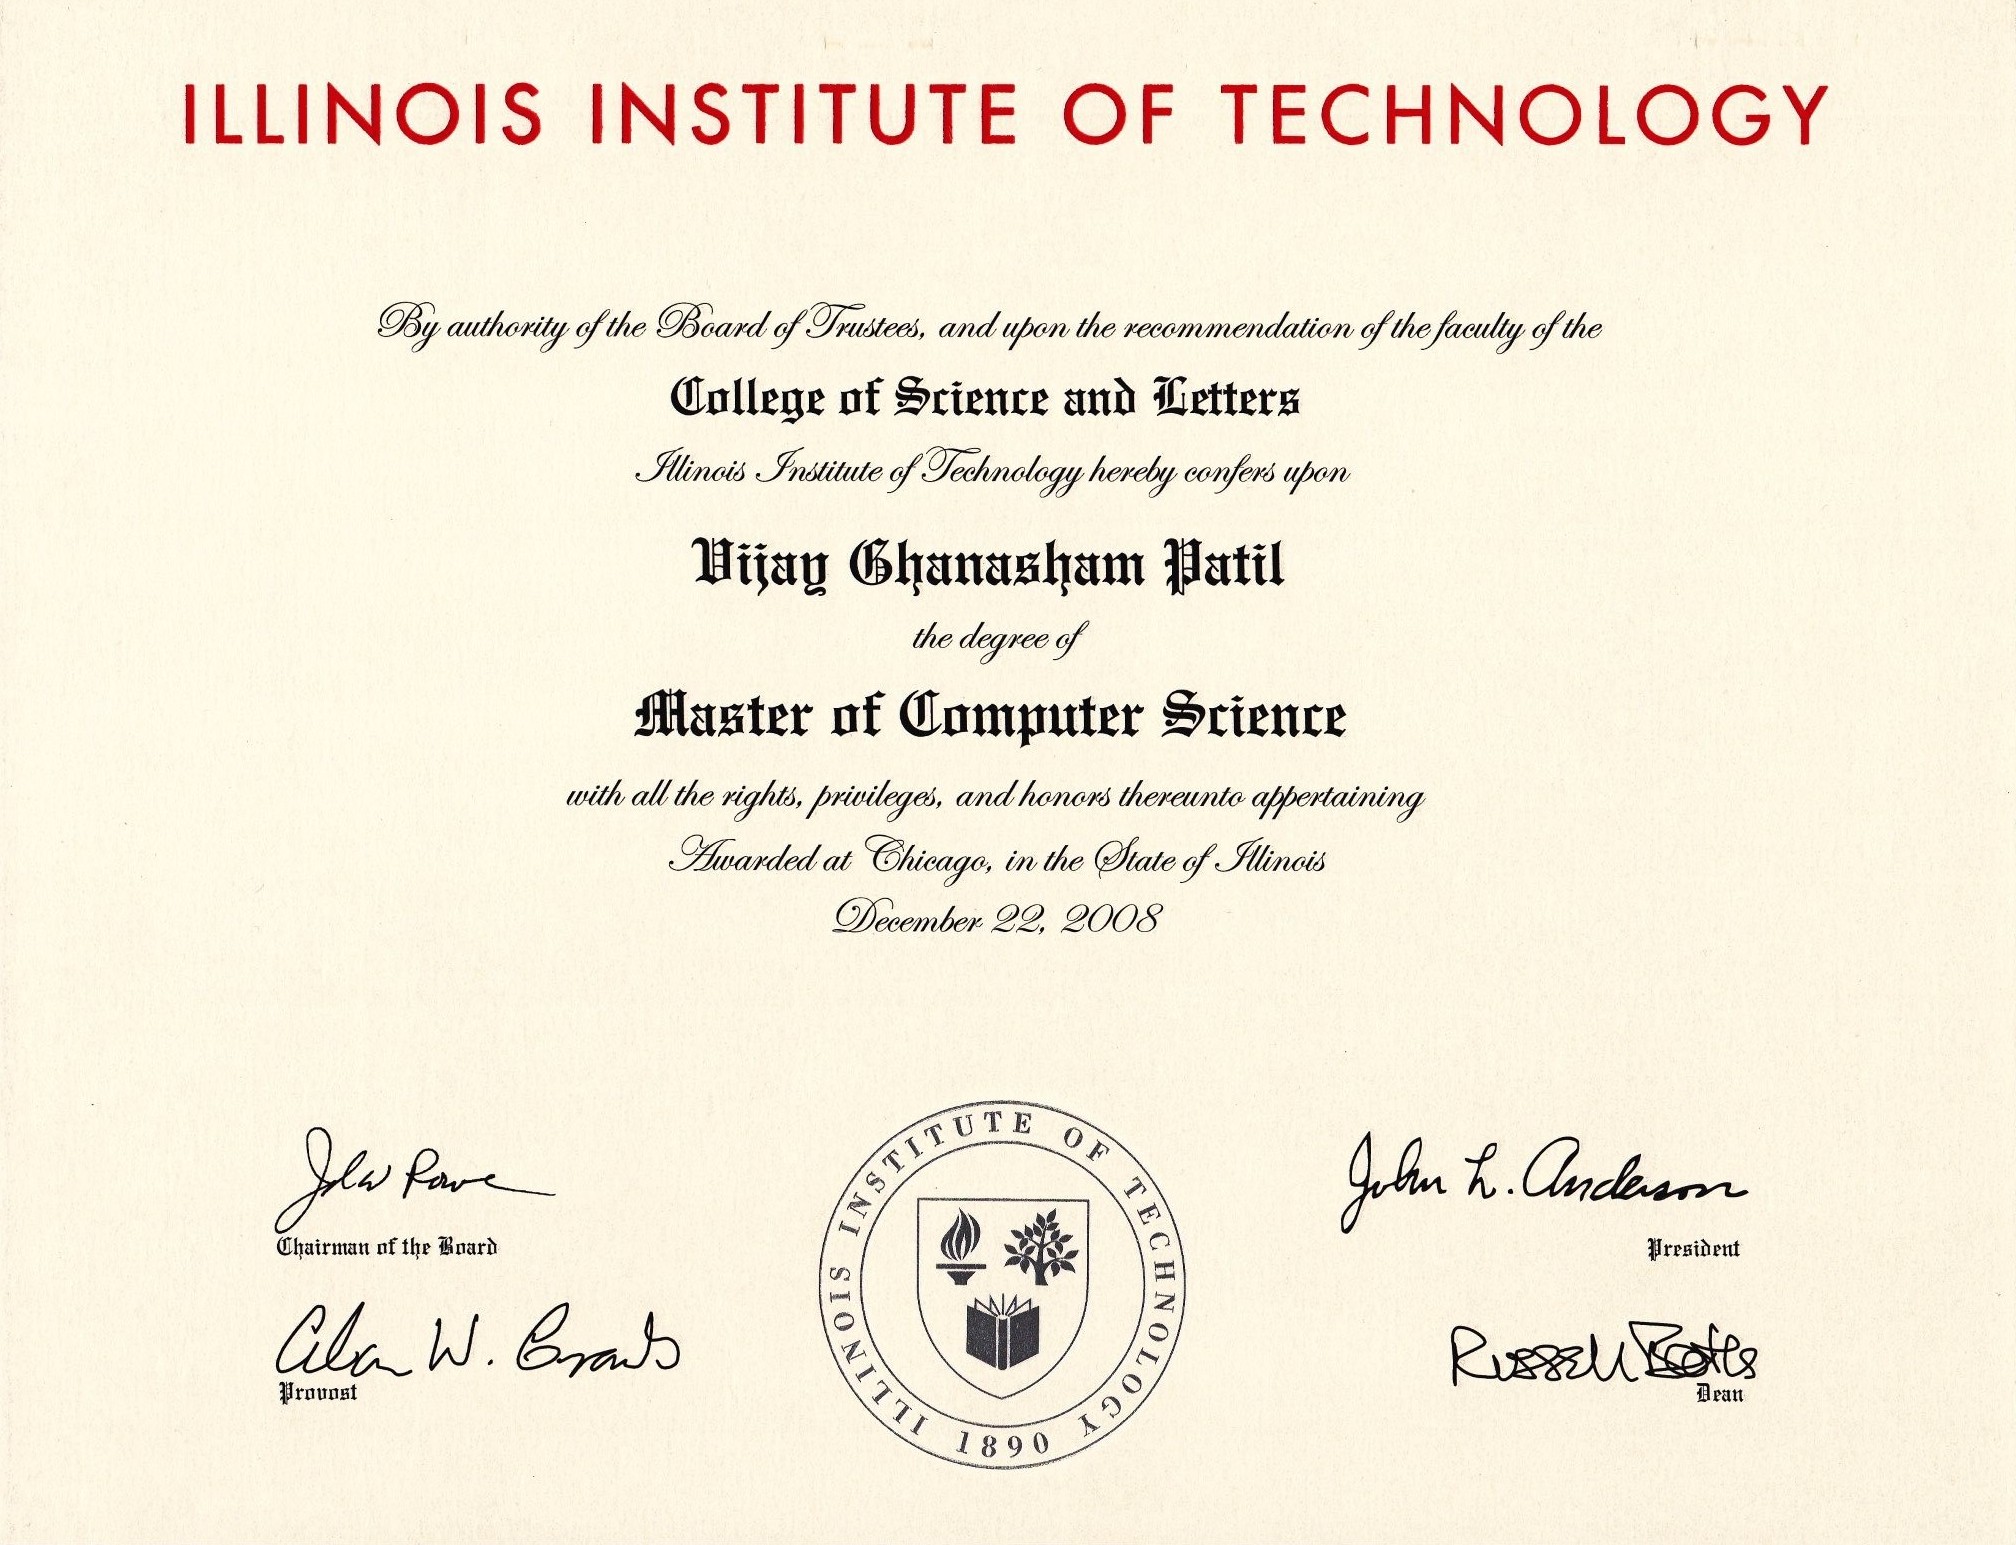 ILLINOIS INSTITUTE OF TECHNOLOGY
By authority of the Board of Trustees, and upon the recommendation of the faculty of the
College of Science and Letters
Illinois Institute of Technology hereby confers upon
Vijay Ghanasham Patil
the degree of
Master of Computer Science
with all the rights, privileges, and honors thereunto appertaining
Awarded at Chicago, in the State of Illinois
December 22, 2008
John L. Anderson
Chairman of the Board
President
Alan W.
Russell
Provost
Dean
ILLINOIS INSTITUTE OF TECHNOLOGY
1890